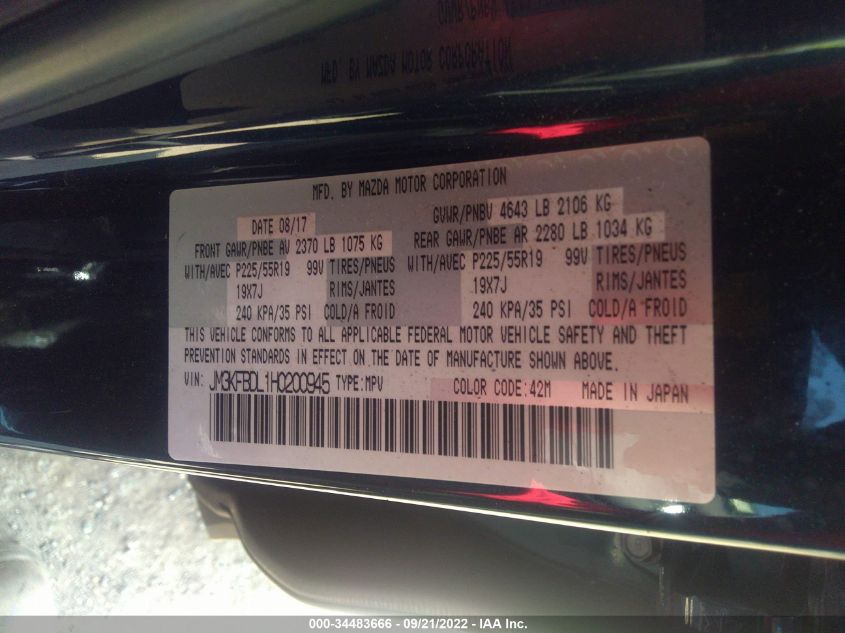 MFD. BY MAZDA MOTOR CORPORATION
DATE 08/17
GVWR/PNBV 4643 LB 2106 KG
FRONT GAWR/PNBE AV 2370 LB 1075 KG
REAR GAWR/PNBE AR 2280 LB 1034 KG
WITH/AVEC P225/55R19 99V TIRES/PNEUS
WITH/AVEC P225/55R19 99V TIRES/PNEUS
19X7J RIMS/JANTES
19X7J RIMS/JANTES
240 KPA/35 PSI COLD/A FROID
240 KPA/35 PSI COLD/A FROID
THIS VEHICLE CONFORMS TO ALL APPLICABLE FEDERAL MOTOR VEHICLE SAFETY AND THEFT
PREVENTION STANDARDS IN EFFECT ON THE DATE OF MANUFACTURE SHOWN ABOVE.
VIN: JM3KFBDL1H0200945 TYPE:MPV COLOR CODE:42M MADE IN JAPAN
000-34483666 - 09/21/2022 - IAA Inc.